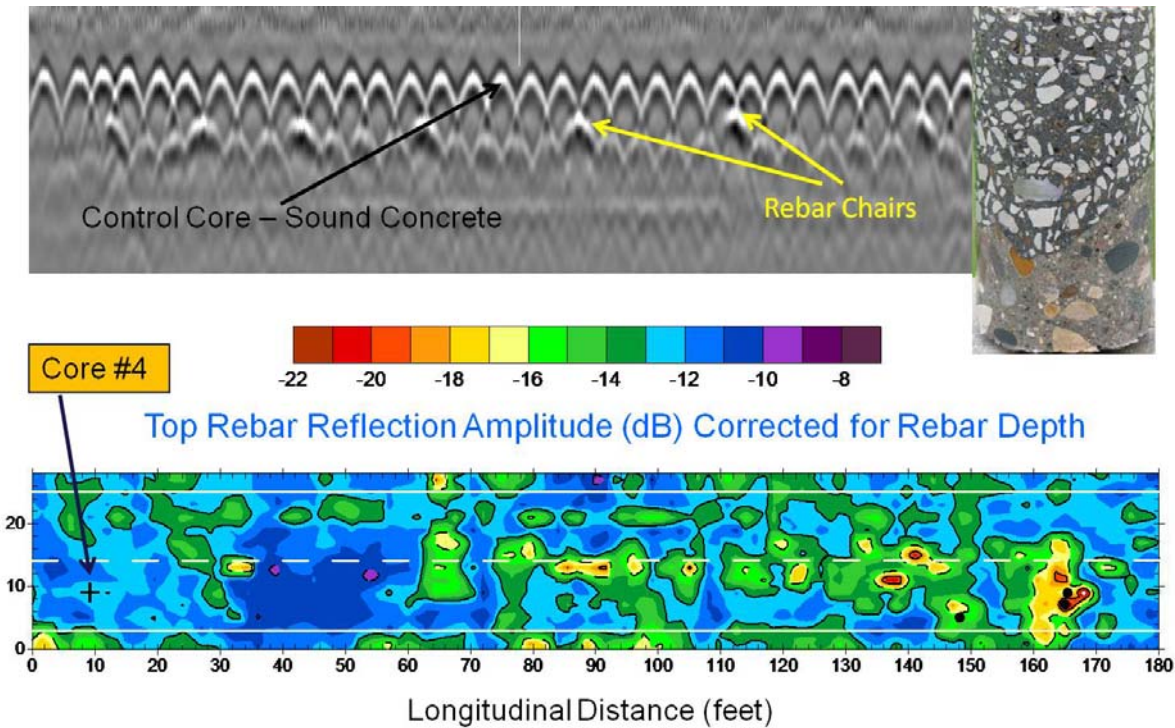 Control Core – Sound Concrete
Rebar Chairs
-22 -20 -18 -16 -14 -12 -10 -8
Core #4
Top Rebar Reflection Amplitude (dB) Corrected for Rebar Depth
20
10
0
0 10 20 30 40 50 60 70 80 90 100 110 120 130 140 150 160 170 180
Longitudinal Distance (feet)